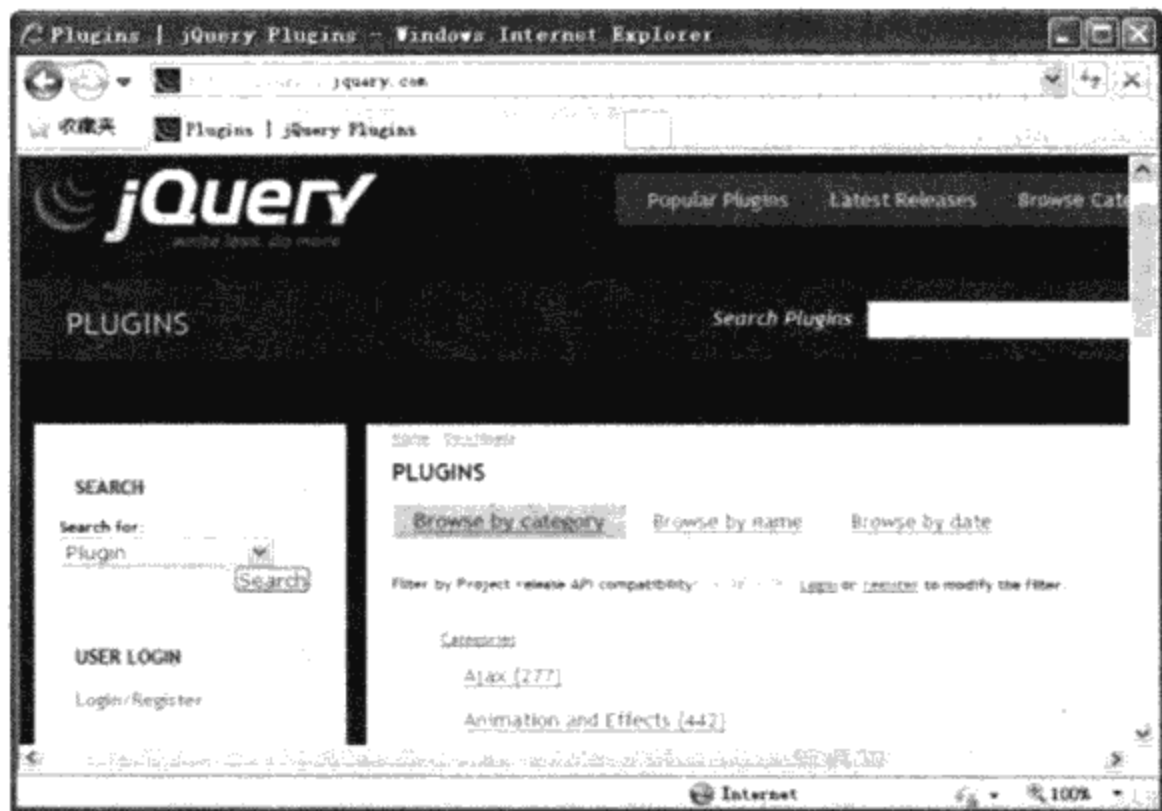 Plugins | jQuery Plugins - Windows Internet Explorer
jquery.com
收藏夹
Plugins | jQuery Plugins
jQuery
write less. do more
Popular Plugins
Latest Releases
Browse Cate
PLUGINS
Search Plugins
SEARCH
Search for:
Plugin
Search
USER LOGIN
Login/Register
Home
PLUGINS
Browse by category
Browse by name
Browse by date
Filter by Project release API compatibility
Login or register to modify the filter.
Categories
Ajax (277)
Animation and Effects (442)
Internet
100%